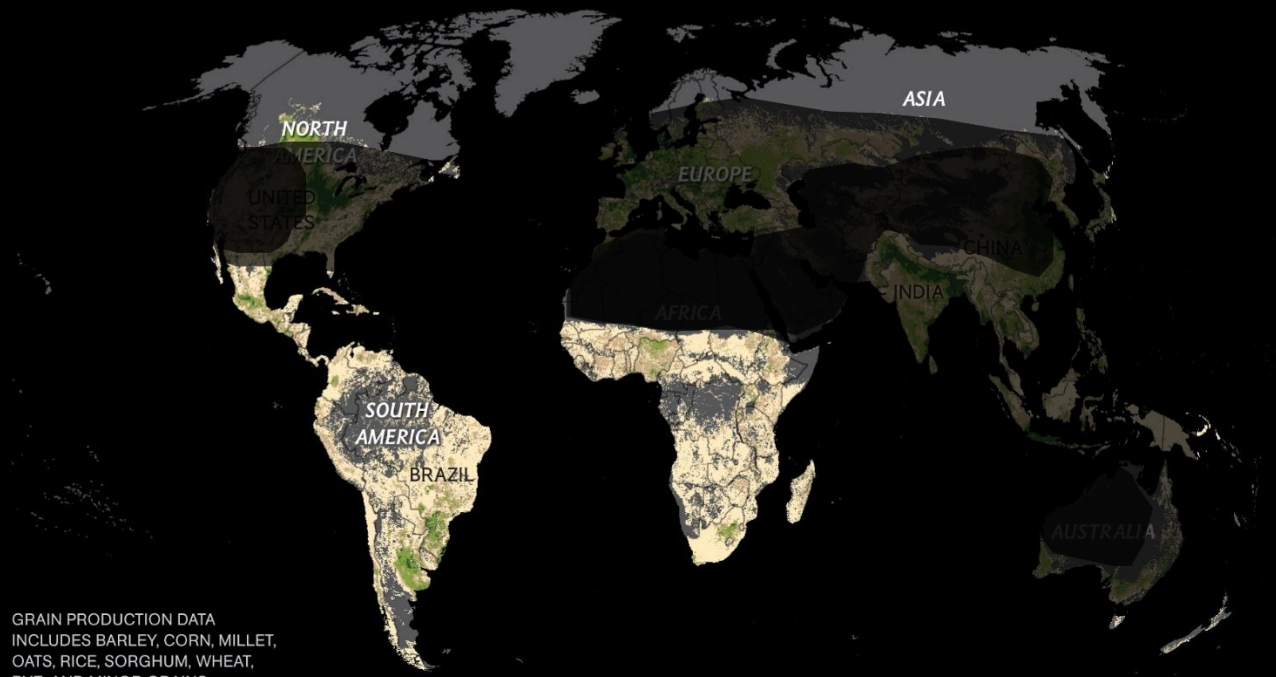 NORTH
AMERICA
UNITED
STATES
ASIA
EUROPE
CHINA
INDIA
AFRICA
SOUTH
AMERICA
BRAZIL
AUSTRALIA
GRAIN PRODUCTION DATA
INCLUDES BARLEY, CORN, MILLET,
OATS, RICE, SORGHUM, WHEAT,